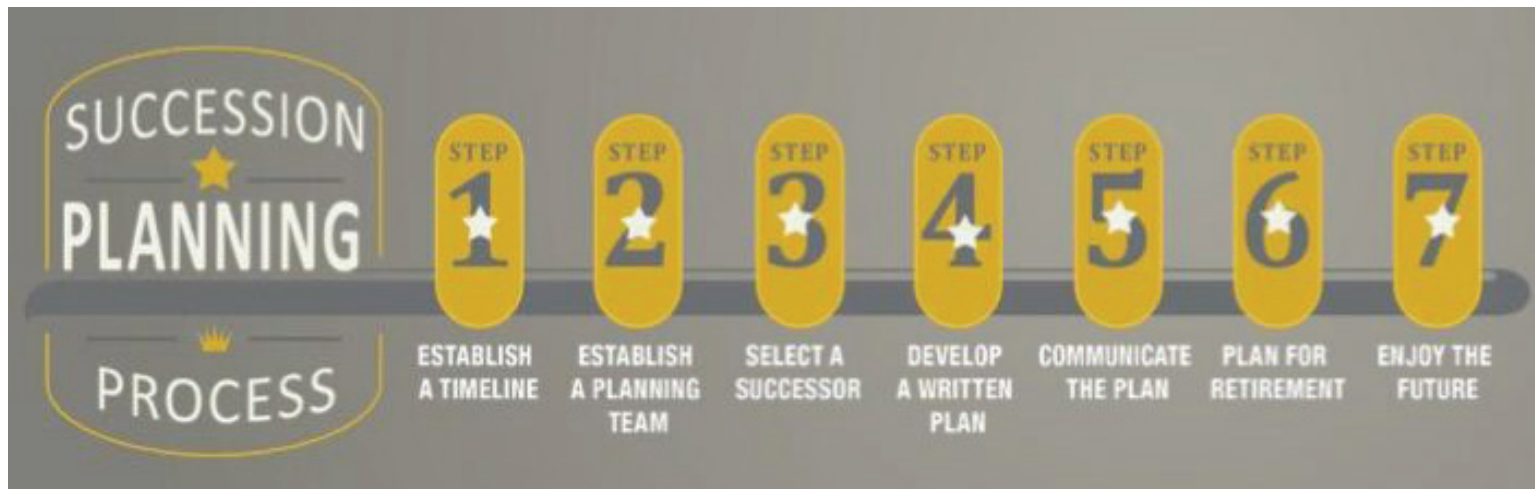 SUCCESSION
PLANNING
PROCESS
STEP
1
ESTABLISH
A TIMELINE
STEP
2
ESTABLISH
A PLANNING
TEAM
STEP
3
SELECT A
SUCCESSOR
STEP
4
DEVELOP
A WRITTEN
PLAN
STEP
5
COMMUNICATE
THE PLAN
STEP
6
PLAN FOR
RETIREMENT
STEP
7
ENJOY THE
FUTURE